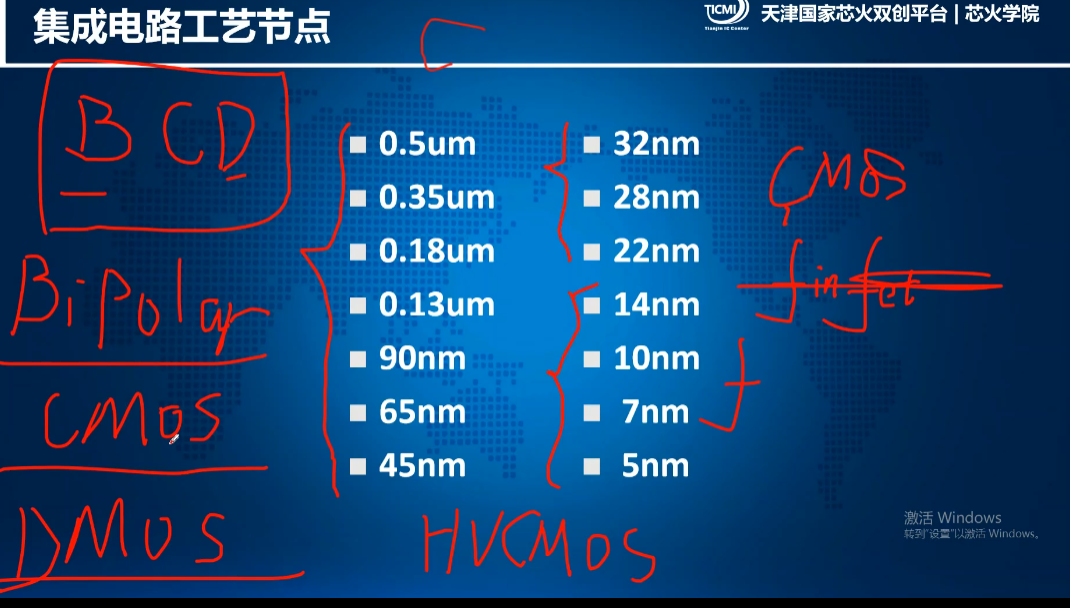 集成电路工艺节点
TICMI
Tianjin IC Center
天津国家芯火双创平台 | 芯火学院
BCD
BiPolar
CMOS
DMOS
0.5um
0.35um
0.18um
0.13um
90nm
65nm
45nm
32nm
28nm
22nm
14nm
10nm
7nm
5nm
CMOS
finfet
HVCMOS
激活 Windows
转到"设置"以激活 Windows。